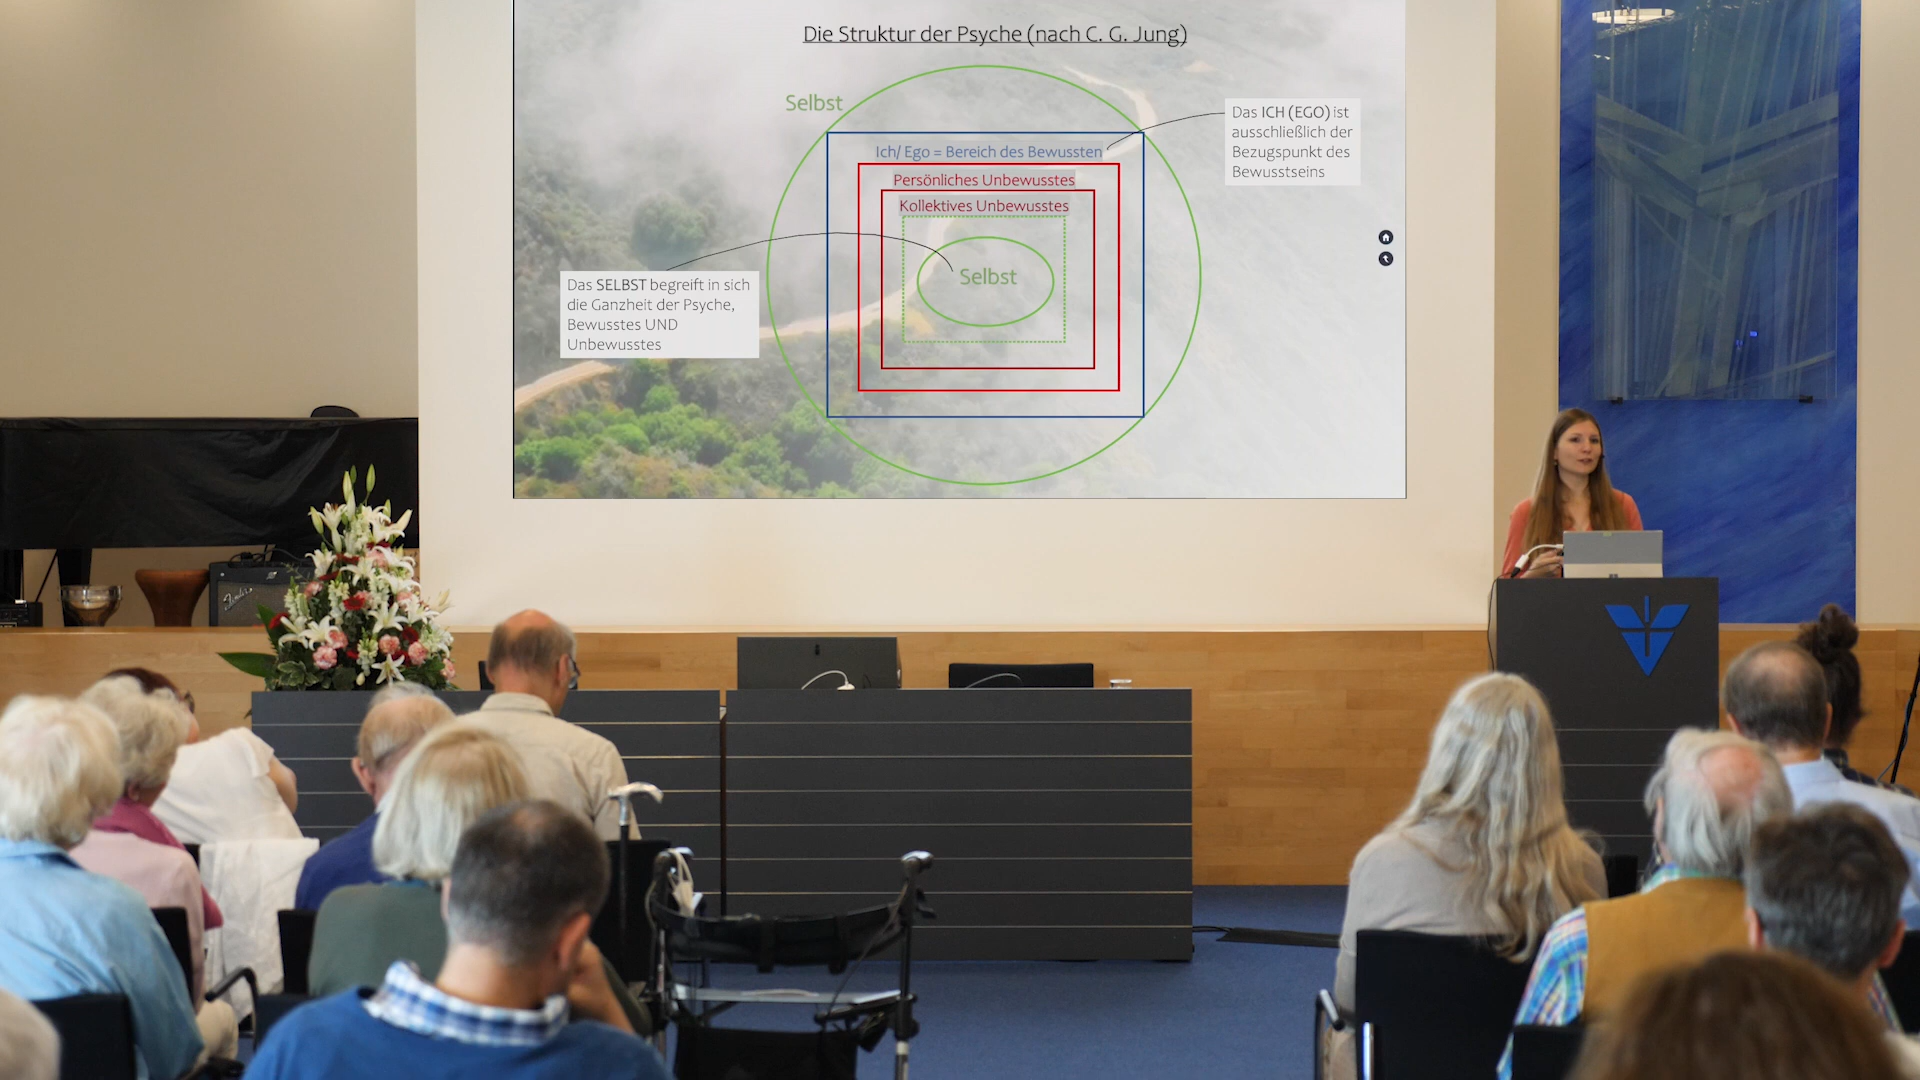 Die Struktur der Psyche (nach C. G. Jung)
Selbst
Das ICH (EGO) ist
ausschließlich der
Bezugspunkt des
Bewusstseins
Ich/ Ego = Bereich des Bewussten
Persönliches Unbewusstes
Kollektives Unbewusstes
Selbst
Das SELBST begreift in sich
die Ganzheit der Psyche,
Bewusstes UND
Unbewusstes
Fender